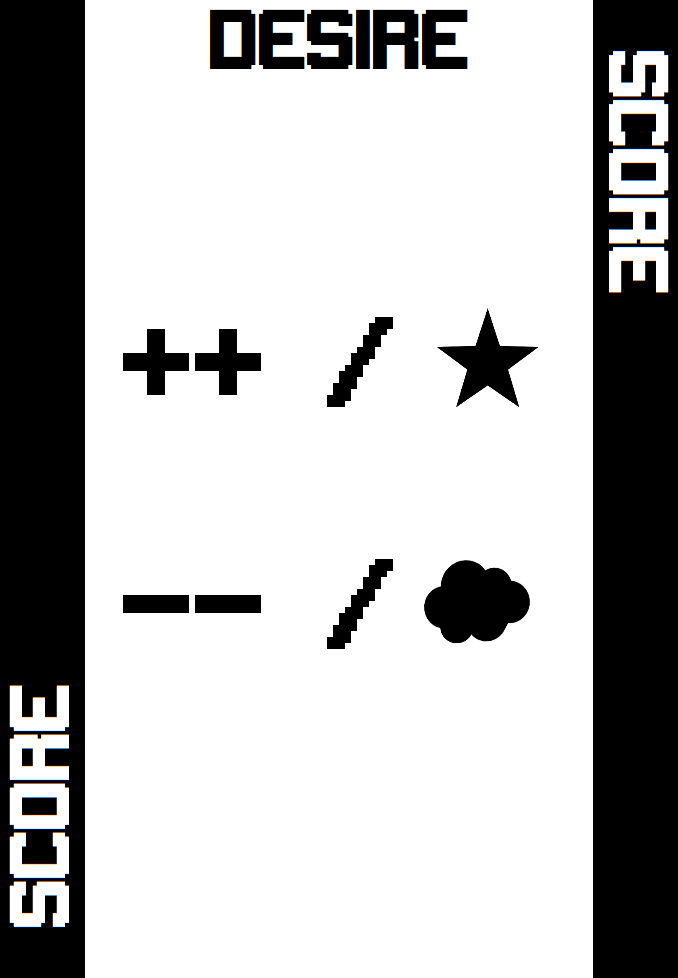 DESIRE
SCORE
++ / ★
-- /
SCORE